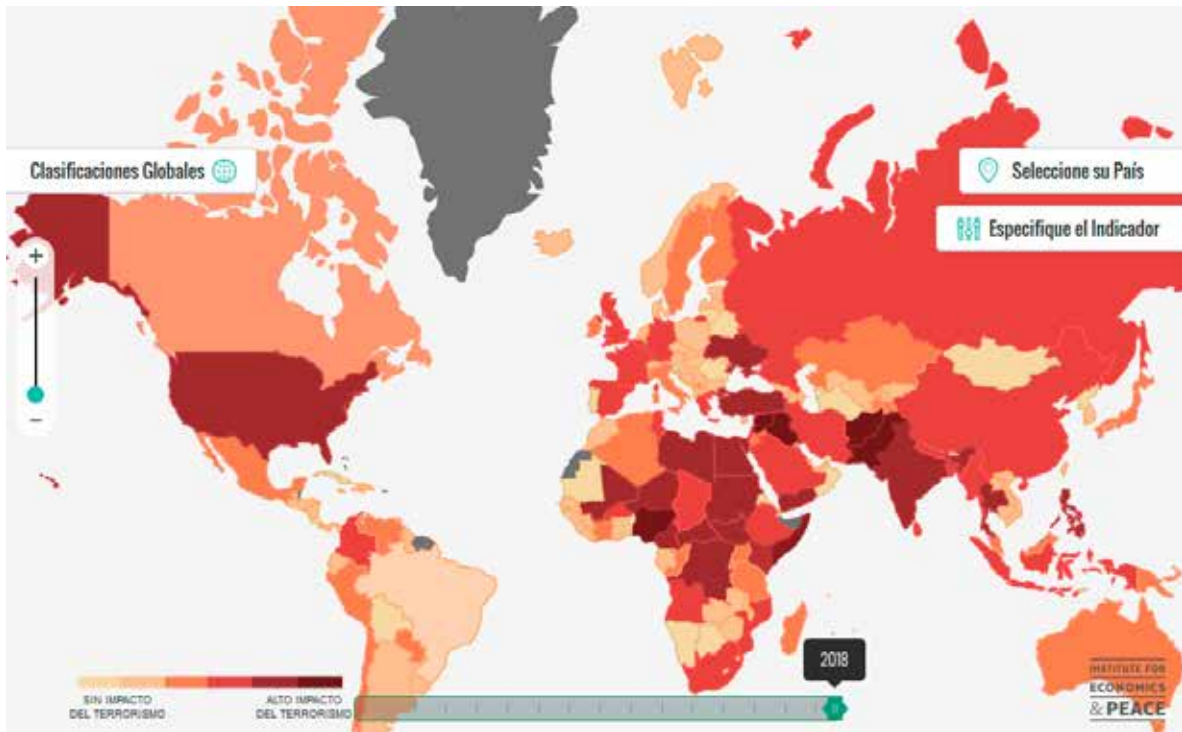 Clasificaciones Globales
Seleccione su País
Especifique el Indicador
+
−
2018
SIN IMPACTO
DEL TERRORISMO
ALTO IMPACTO
DEL TERRORISMO
INSTITUTE FOR
ECONOMICS
& PEACE